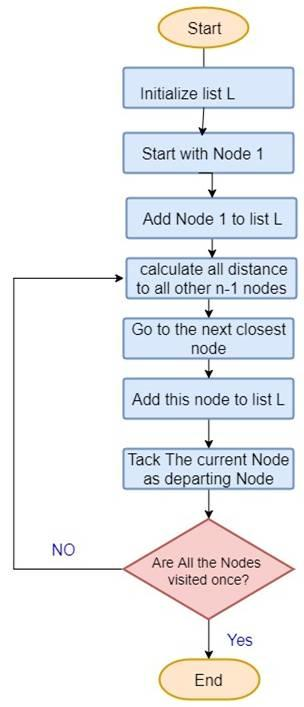 Start
Initialize list L
Start with Node 1
Add Node 1 to list L
calculate all distance
to all other n-1 nodes
Go to the next closest
node
Add this node to list L
Tack The current Node
as departing Node
Are All the Nodes
visited once?
NO
Yes
End